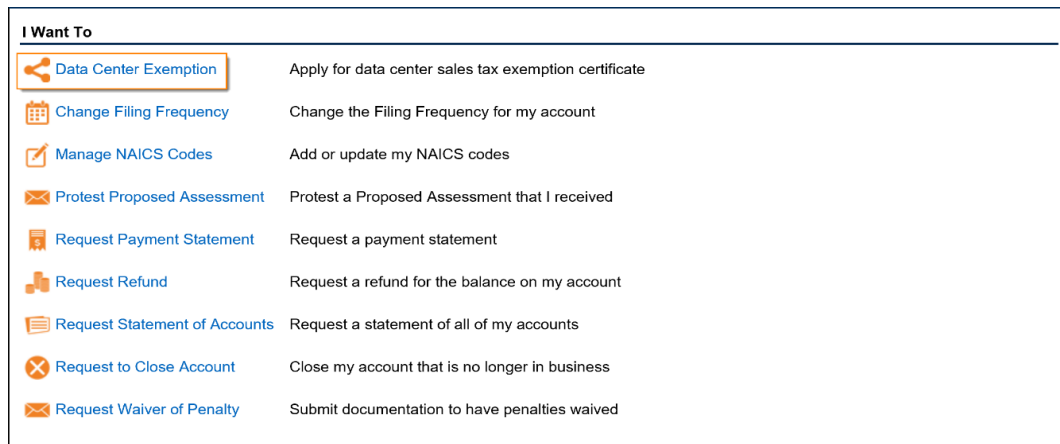 I Want To
Data Center Exemption Apply for data center sales tax exemption certificate
Change Filing Frequency Change the Filing Frequency for my account
Manage NAICS Codes Add or update my NAICS codes
Protest Proposed Assessment Protest a Proposed Assessment that I received
Request Payment Statement Request a payment statement
Request Refund Request a refund for the balance on my account
Request Statement of Accounts Request a statement of all of my accounts
Request to Close Account Close my account that is no longer in business
Request Waiver of Penalty Submit documentation to have penalties waived